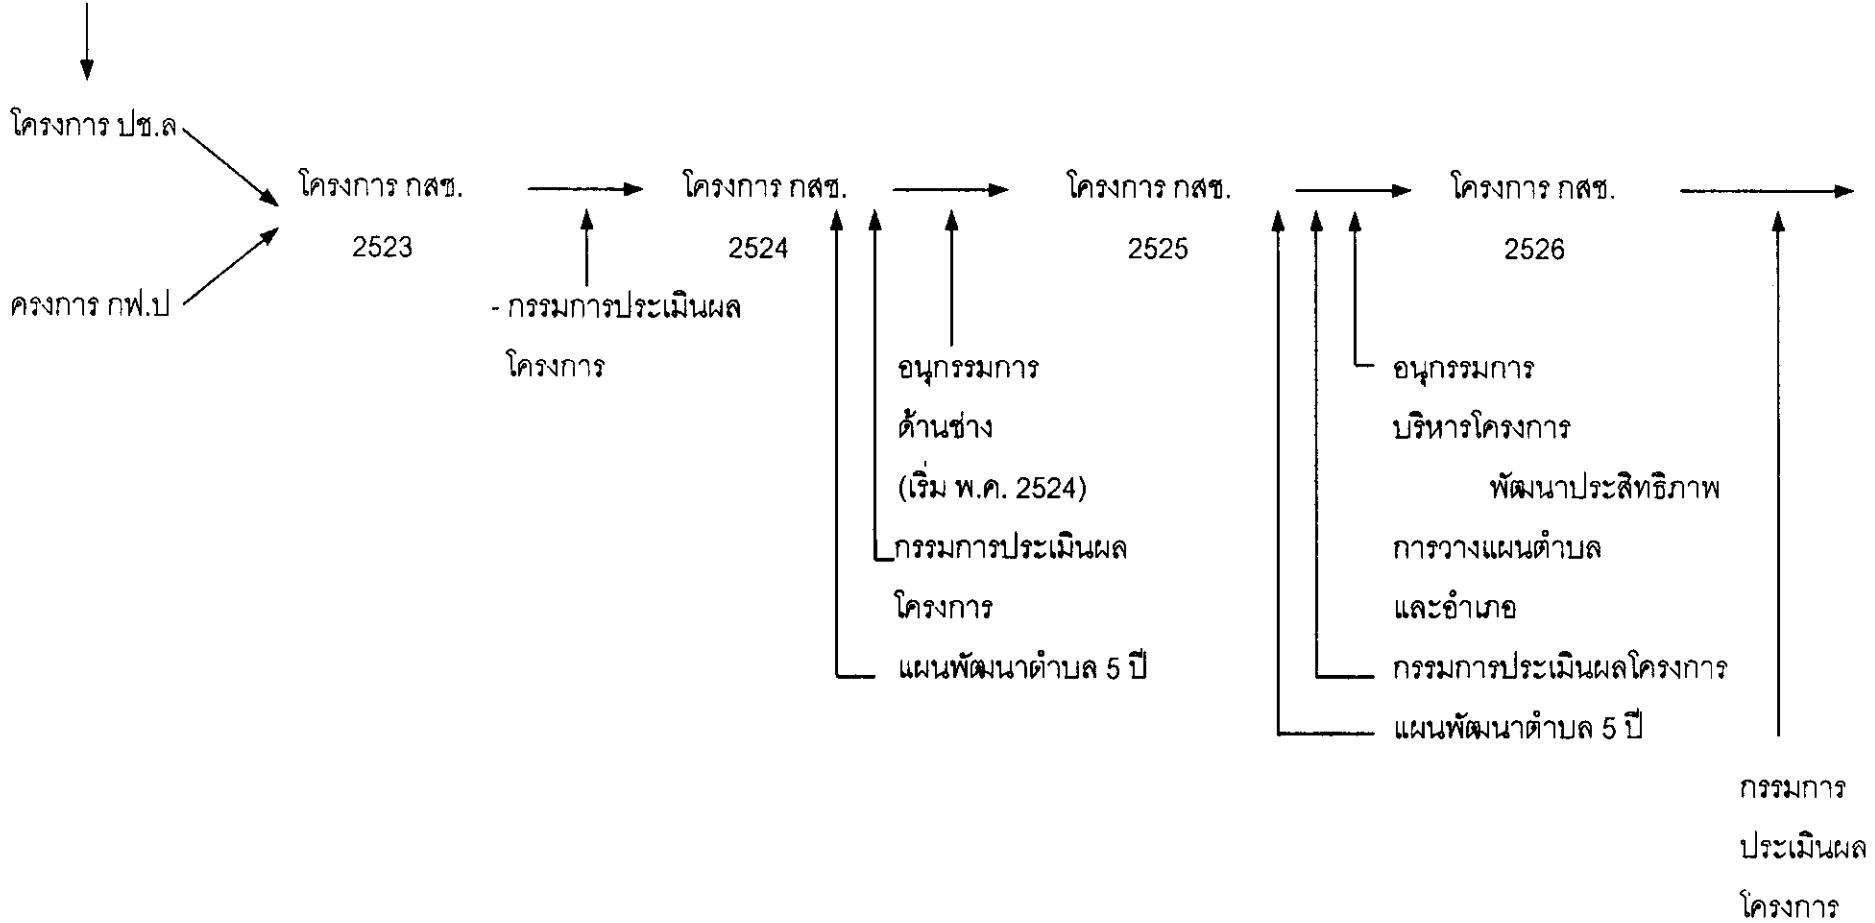 โครงการ ปช.ล
โครงการ กสช.
2523
ครงการ กฟ.ป
- กรรมการประเมินผล
โครงการ
โครงการ กสช.
2524
อนุกรรมการ
ด้านช่าง
(เริ่ม พ.ค. 2524)
กรรมการประเมินผล
โครงการ
แผนพัฒนาตำบล 5 ปี
โครงการ กสช.
2525
อนุกรรมการ
บริหารโครงการ
พัฒนาประสิทธิภาพ
การวางแผนตำบล
และอำเภอ
กรรมการประเมินผลโครงการ
แผนพัฒนาตำบล 5 ปี
โครงการ กสช.
2526
กรรมการ
ประเมินผล
โครงการ